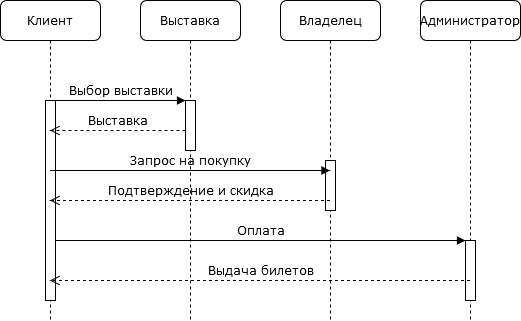 Клиент
Выставка
Владелец
Администратор
Выбор выставки
Выставка
Запрос на покупку
Подтверждение и скидка
Оплата
Выдача билетов